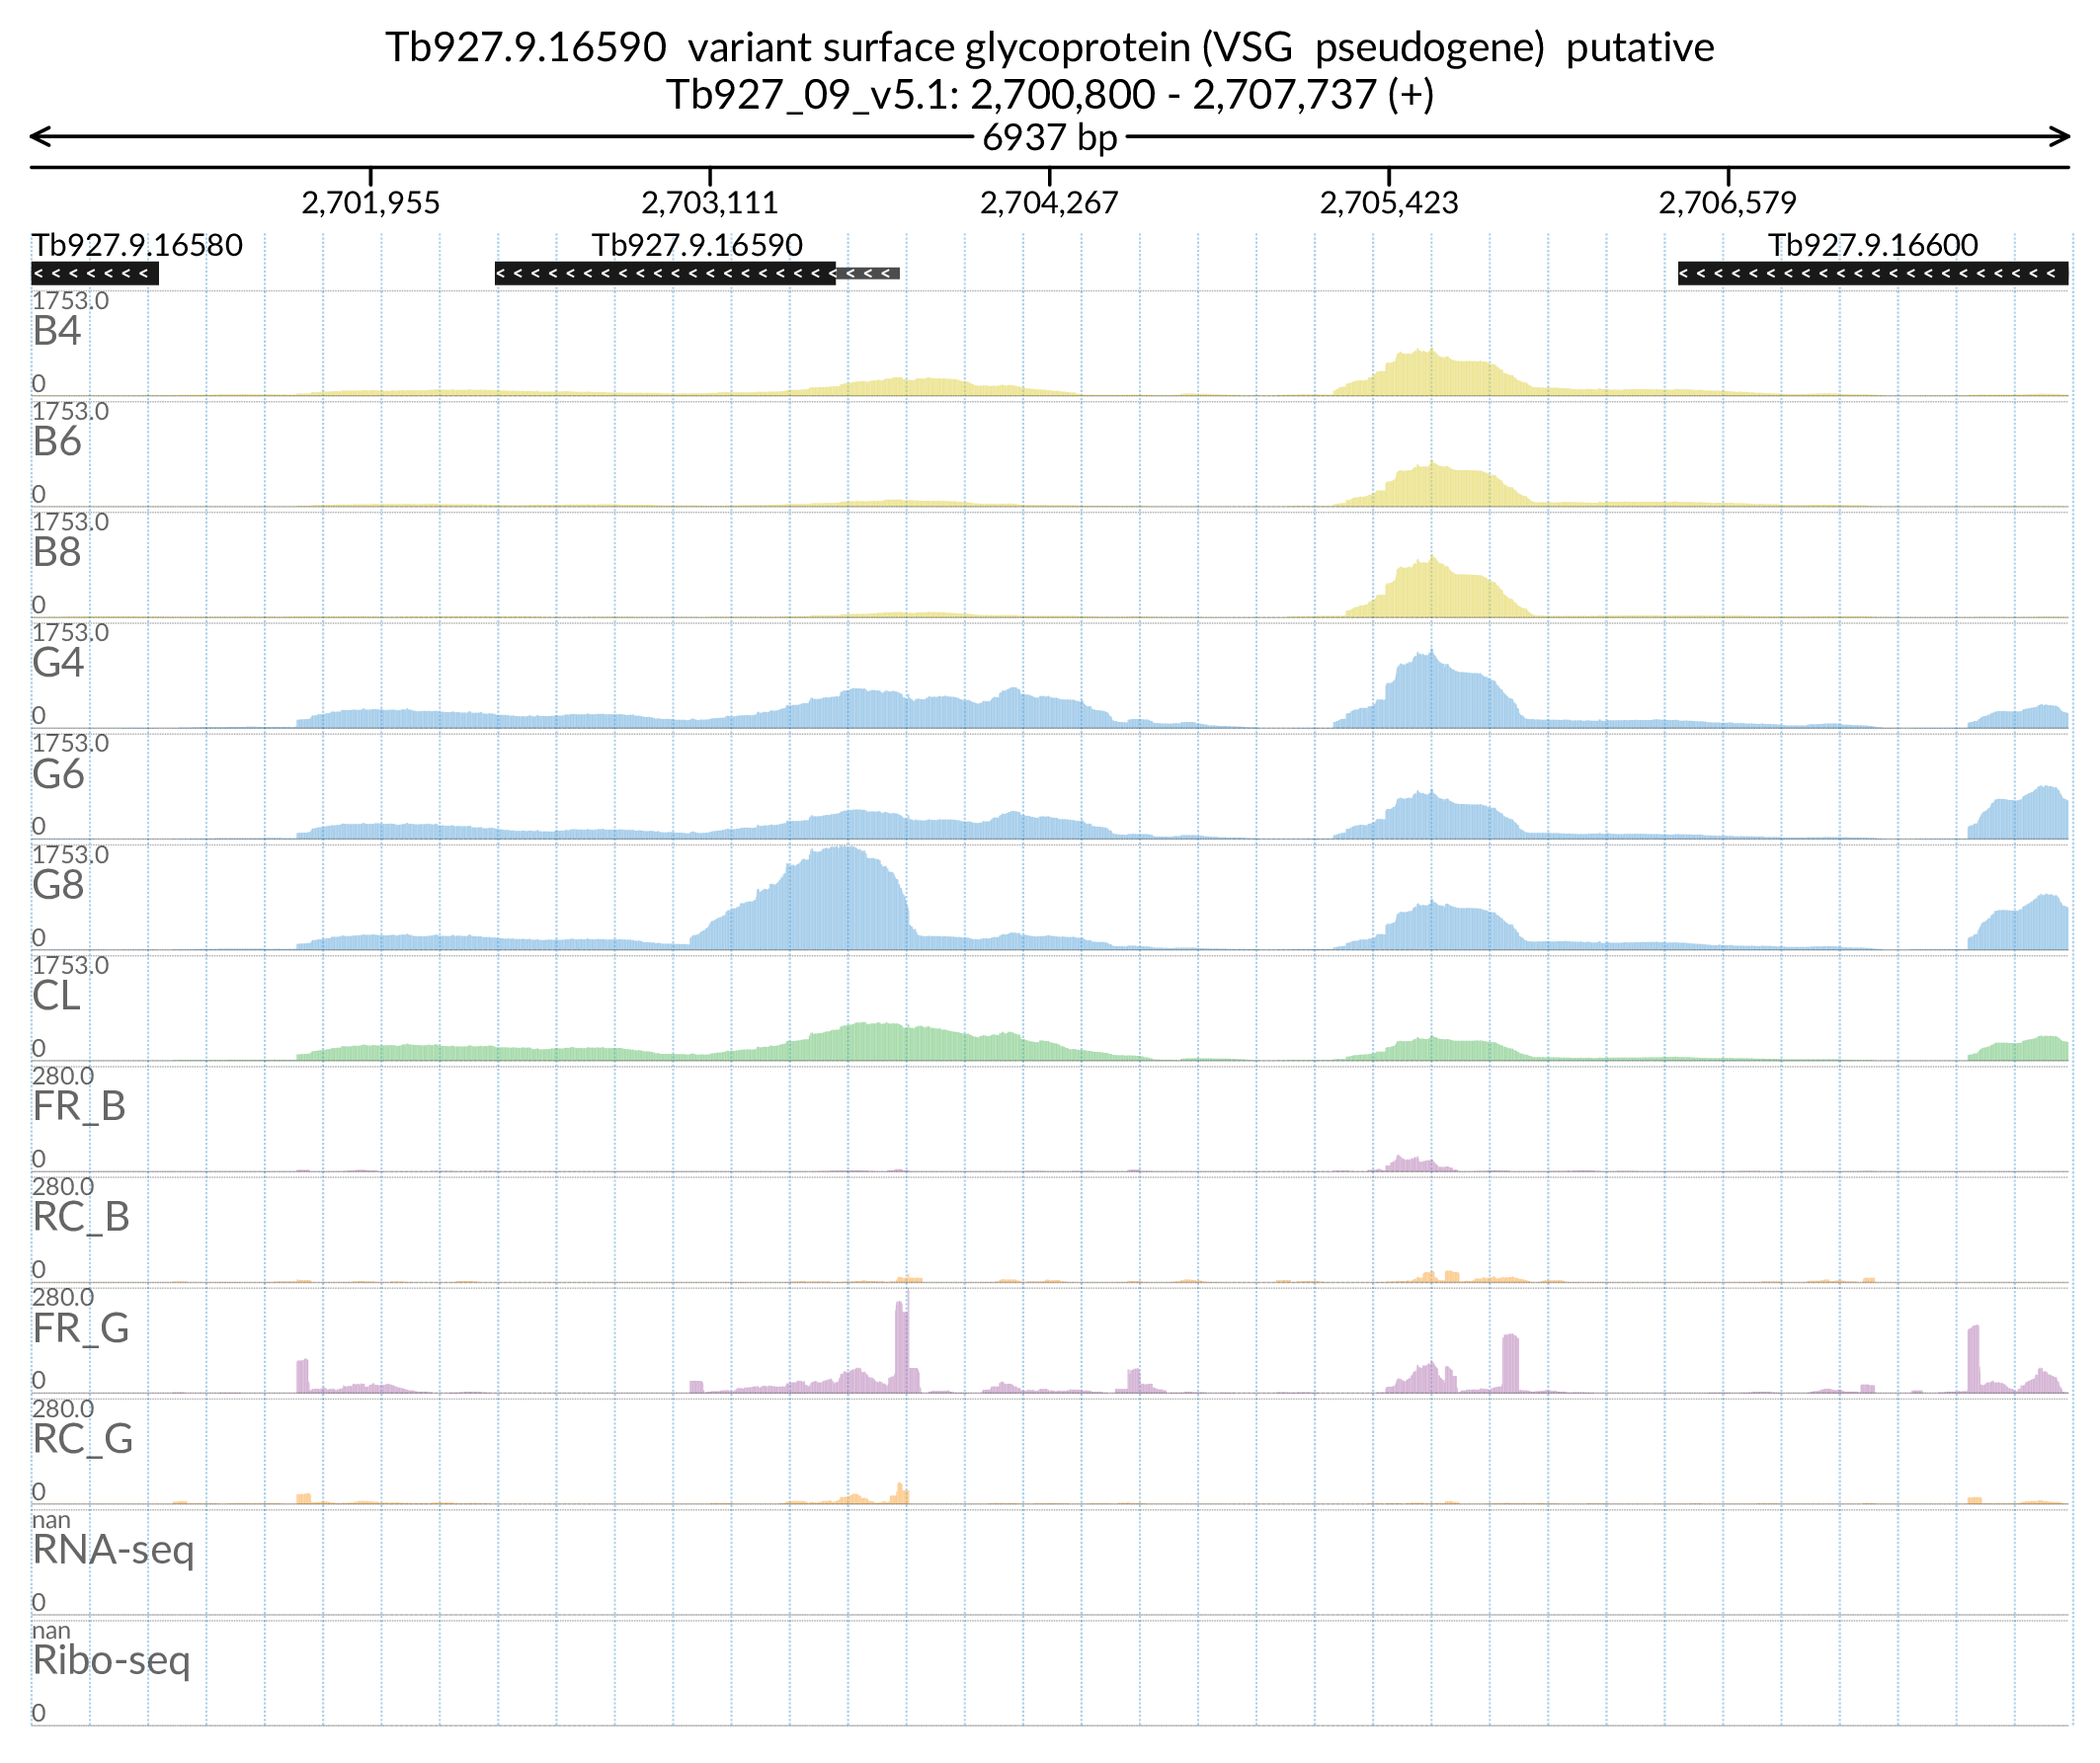 Tb927.9.16590 variant surface glycoprotein (VSG pseudogene) putative
Tb927_09_v5.1: 2,700,800 - 2,707,737 (+)
6937 bp
2,701,955 2,703,111 2,704,267 2,705,423 2,706,579
Tb927.9.16580 Tb927.9.16590 Tb927.9.16600
1753.0
B4
0
1753.0
B6
0
1753.0
B8
0
1753.0
G4
0
1753.0
G6
0
1753.0
G8
0
1753.0
CL
0
280.0
FR_B
0
280.0
RC_B
0
280.0
FR_G
0
280.0
RC_G
0
nan
RNA-seq
0
nan
Ribo-seq
0